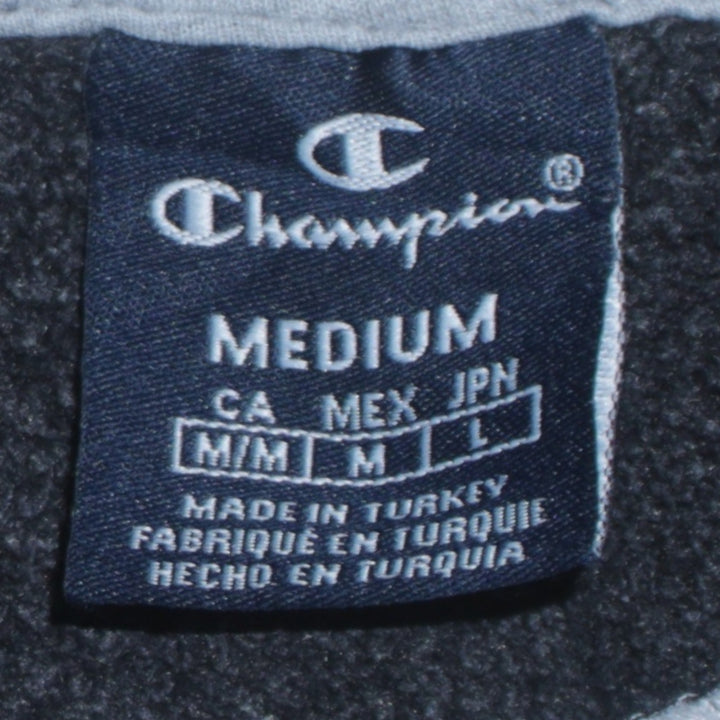 C
Champion®
MEDIUM
CA MEX JPN
M/M M L
MADE IN TURKEY
FABRIQUÉ EN TURQUIE
HECHO EN TURQUIA